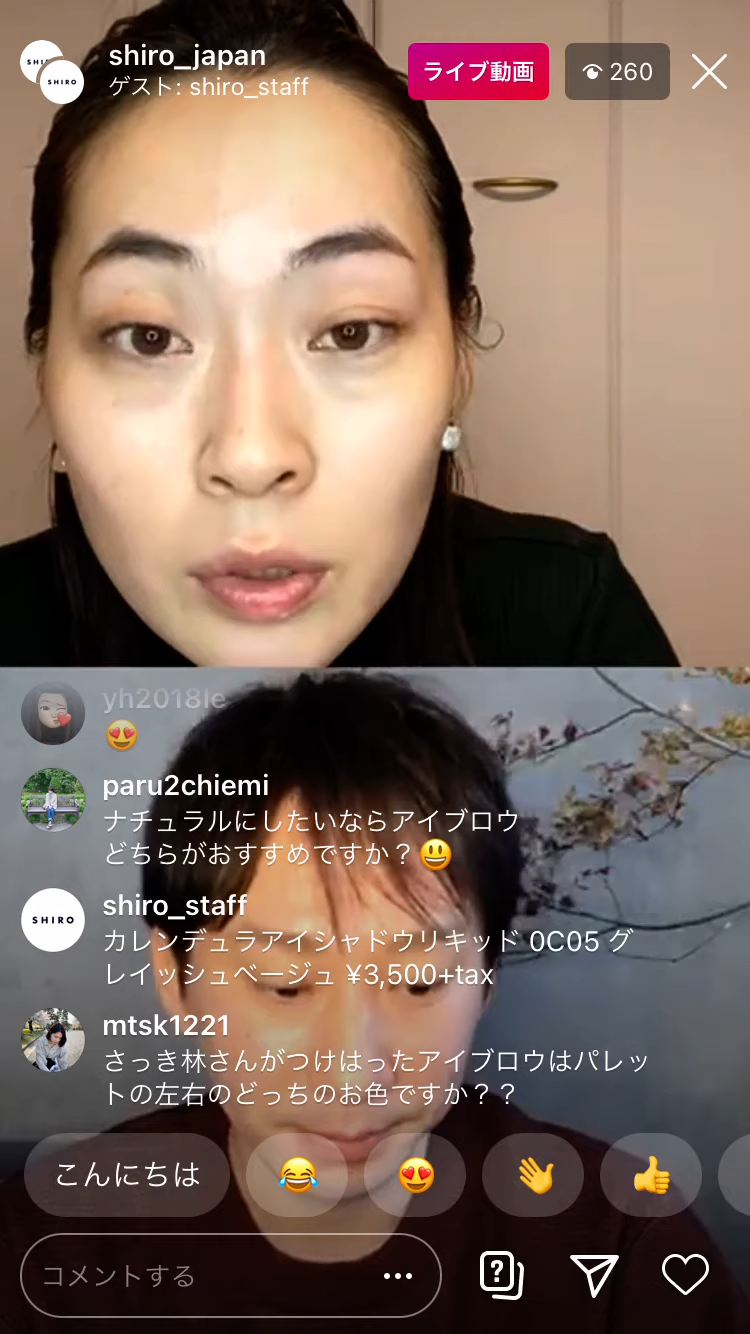 SHIRO
shiro_japan
ゲスト: shiro_staff
ライブ動画
260
yh2018le
😍
paru2chiemi
ナチュラルにしたいならアイブロウ
どちらがおすすめですか？😃
SHIRO
shiro_staff
カレンデュラアイシャドウリキッド 0C05 グ
レイッシュベージュ ¥3,500+tax
mtsk1221
さっき林さんがつけはったアイブロウはパレッ
トの左右のどっちのお色ですか？？
こんにちは
😂 😍 👋 👍
コメントする